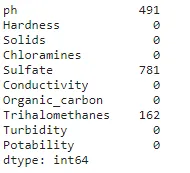 ph 491
Hardness 0
Solids 0
Chloramines 0
Sulfate 781
Conductivity 0
Organic_carbon 0
Trihalomethanes 162
Turbidity 0
Potability 0
dtype: int64